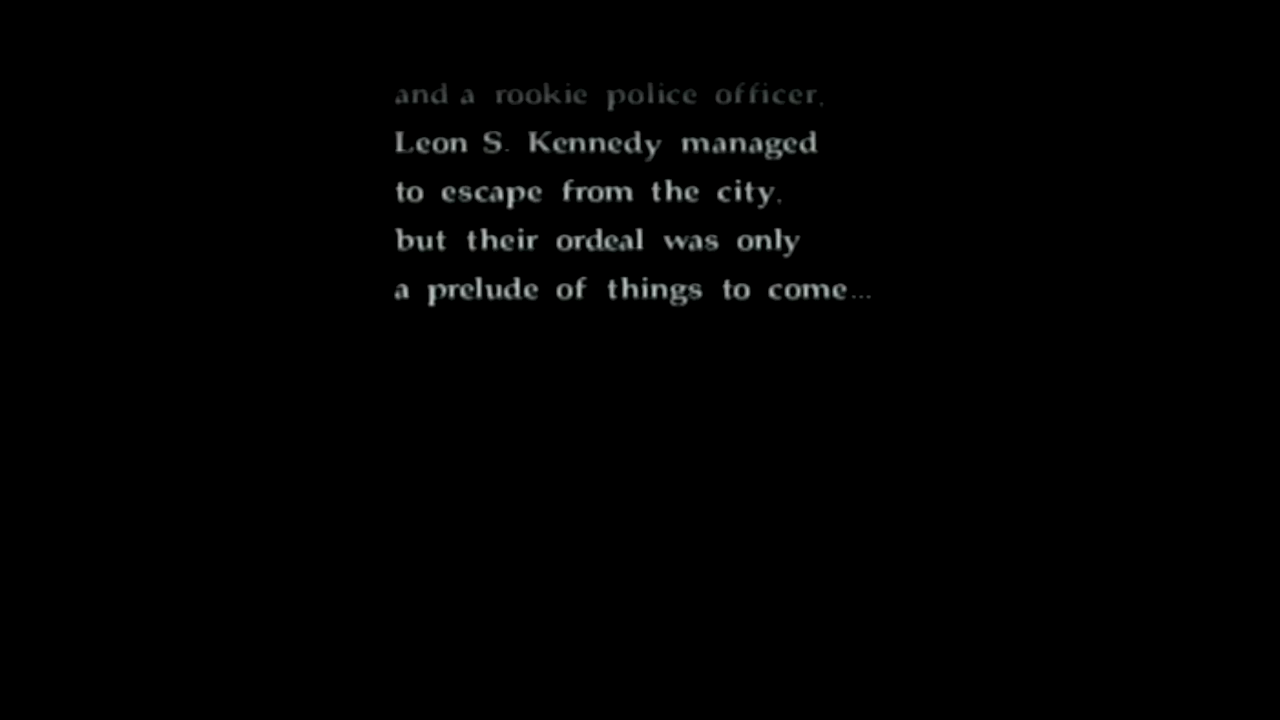 and a rookie police officer,
Leon S. Kennedy managed
to escape from the city,
but their ordeal was only
a prelude of things to come...